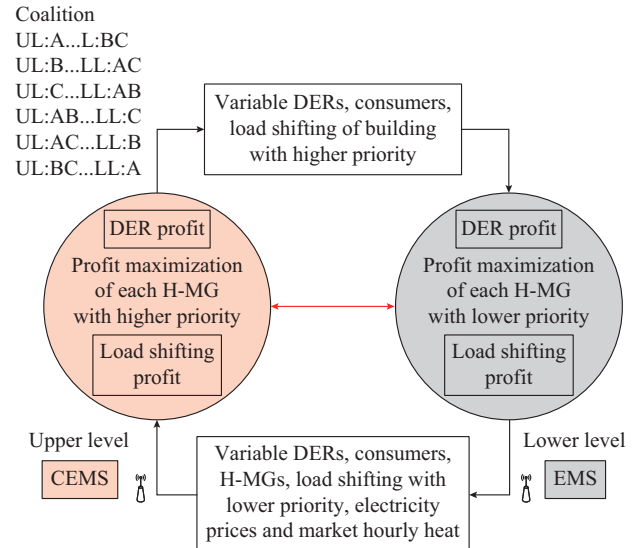 Coalition
UL:A...L:BC
UL:B...LL:AC
UL:C...LL:AB
UL:AB...LL:C
UL:AC...LL:B
UL:BC...LL:A
Variable DERs, consumers,
load shifting of building
with higher priority
DER profit
Profit maximization
of each H-MG
with higher priority
Load shifting
profit
DER profit
Profit maximization
of each H-MG
with lower priority
Load shifting
profit
Upper level
CEMS
Variable DERs, consumers,
H-MGs, load shifting with
lower priority, electricity
prices and market hourly heat
Lower level
EMS